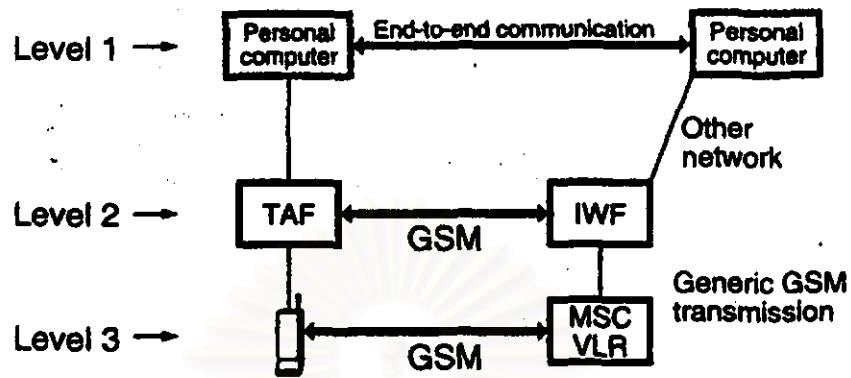 Level 1
Personal
computer
End-to-end communication
Personal
computer
Other
network
Level 2
TAF
GSM
IWF
Generic GSM
transmission
Level 3
GSM
MSC
VLR